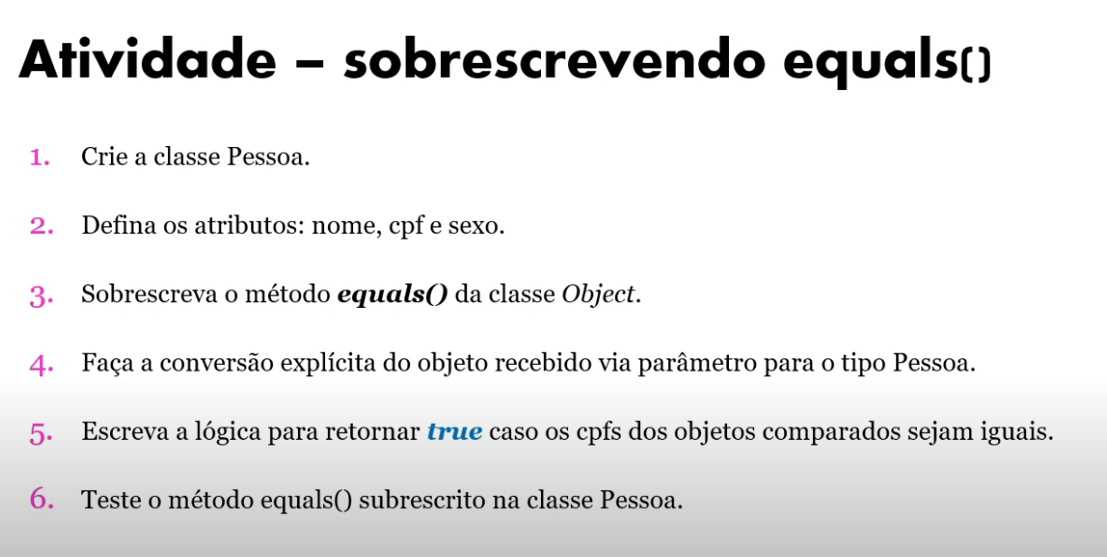 Atividade – sobrescrevendo equals()
1. Crie a classe Pessoa.
2. Defina os atributos: nome, cpf e sexo.
3. Sobrescreva o método equals() da classe Object.
4. Faça a conversão explícita do objeto recebido via parâmetro para o tipo Pessoa.
5. Escreva a lógica para retornar true caso os cpfs dos objetos comparados sejam iguais.
6. Teste o método equals() subrescrito na classe Pessoa.